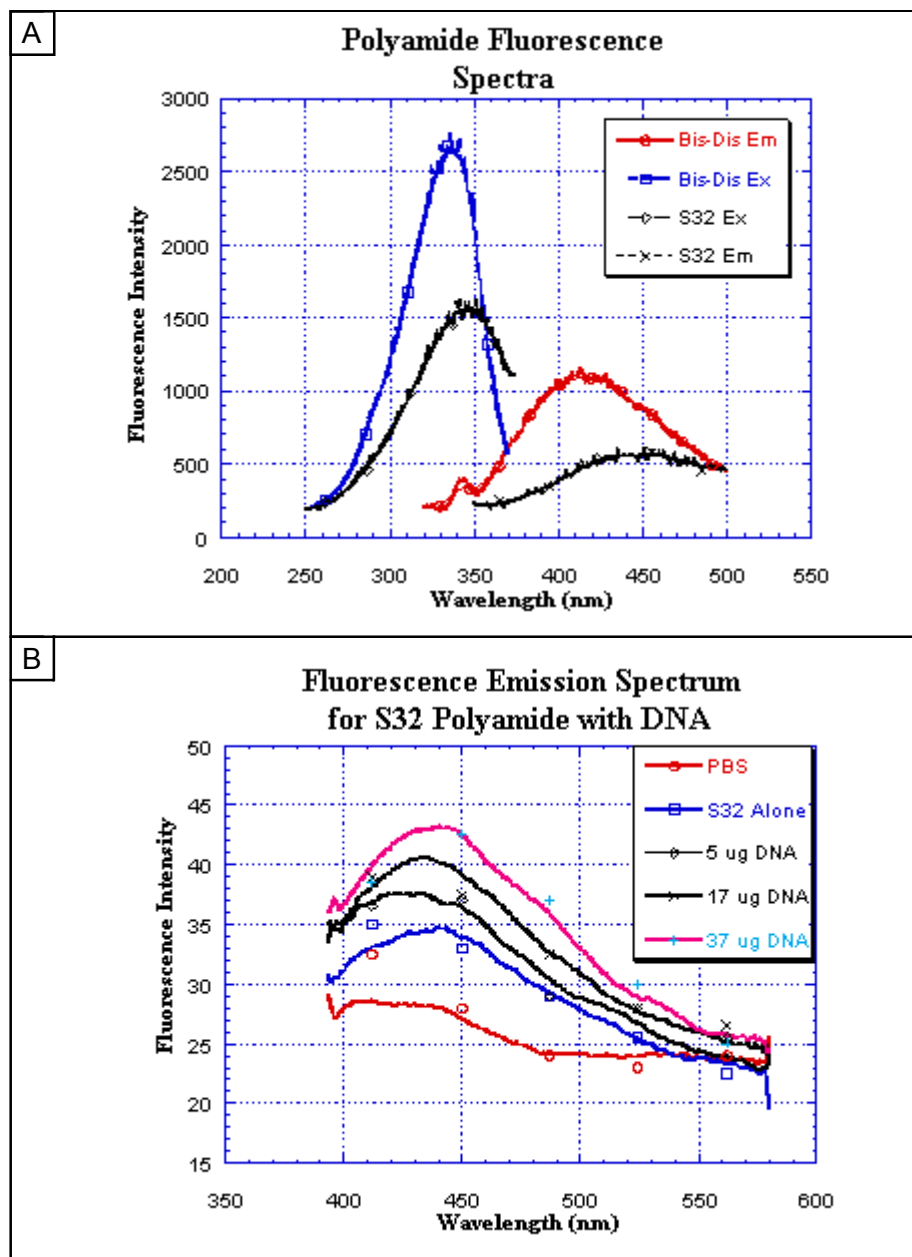 A
Polyamide Fluorescence
Spectra
3000
2500
2000
1500
1000
500
0
Fluorescence Intensity
Bis-Dis Em
Bis-Dis Ex
S32 Ex
S32 Em
200 250 300 350 400 450 500 550
Wavelength (nm)
B
Fluorescence Emission Spectrum
for S32 Polyamide with DNA
50
45
40
35
30
25
20
15
Fluorescence Intensity
PBS
S32 Alone
5 ug DNA
17 ug DNA
37 ug DNA
350 400 450 500 550 600
Wavelength (nm)